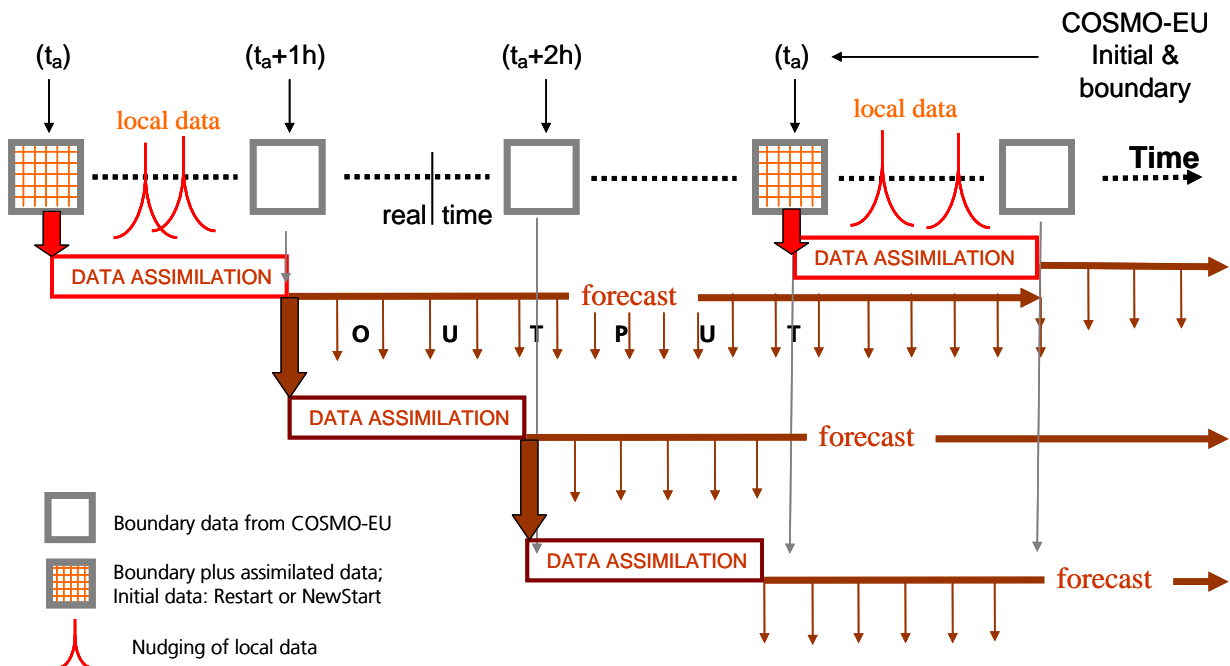 COSMO-EU
Initial &
boundary
(ta)
(ta+1h)
(ta+2h)
(ta)
local data
local data
Time
real time
DATA ASSIMILATION
DATA ASSIMILATION
forecast
O U T P U T
DATA ASSIMILATION
forecast
Boundary data from COSMO-EU
DATA ASSIMILATION
forecast
Boundary plus assimilated data;
Initial data: Restart or NewStart
Nudging of local data